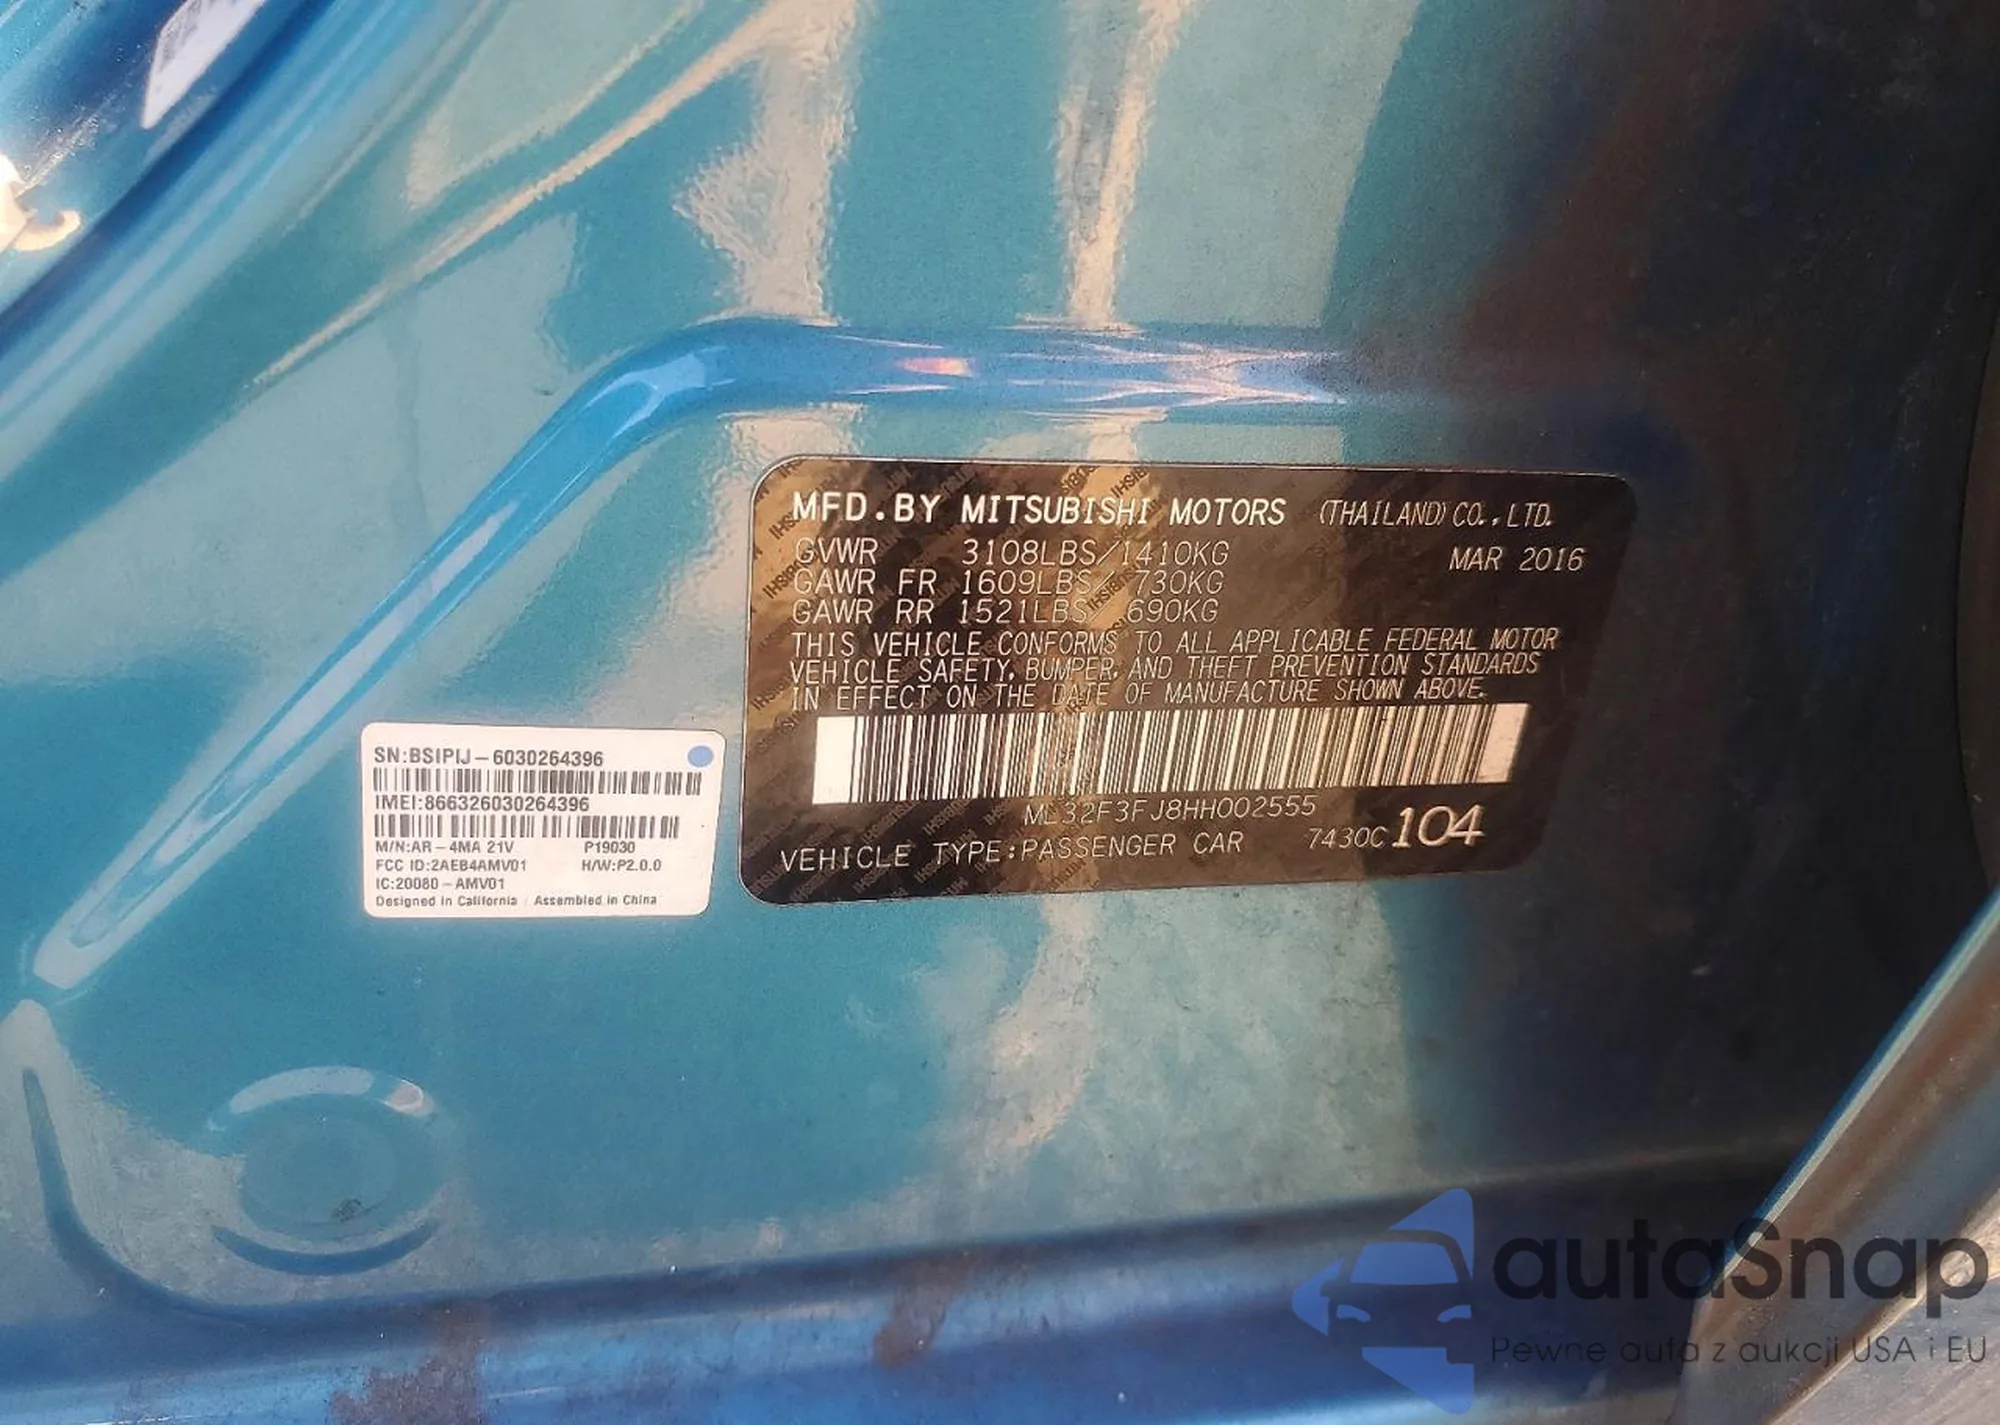 MFD.BY MITSUBISHI MOTORS (THAILAND) CO.,LTD.
GVWR 3108LBS/1410KG MAR 2016
GAWR FR 1609LBS/ 730KG
GAWR RR 1521LBS/ 690KG
THIS VEHICLE CONFORMS TO ALL APPLICABLE FEDERAL MOTOR
VEHICLE SAFETY, BUMPER, AND THEFT PREVENTION STANDARDS
IN EFFECT ON THE DATE OF MANUFACTURE SHOWN ABOVE.
ML32F3FJ8HH002555
VEHICLE TYPE:PASSENGER CAR 7430C 104
SN:BSIPIJ-6030264396
IMEI:866326030264396
M/N:AR-4MA 21V P19030
FCC ID:2AEB4AMV01 H/W:P2.0.0
IC:20080-AMV01
Designed in California Assembled in China
autaSnap
Pewne auta z aukcji USA i EU